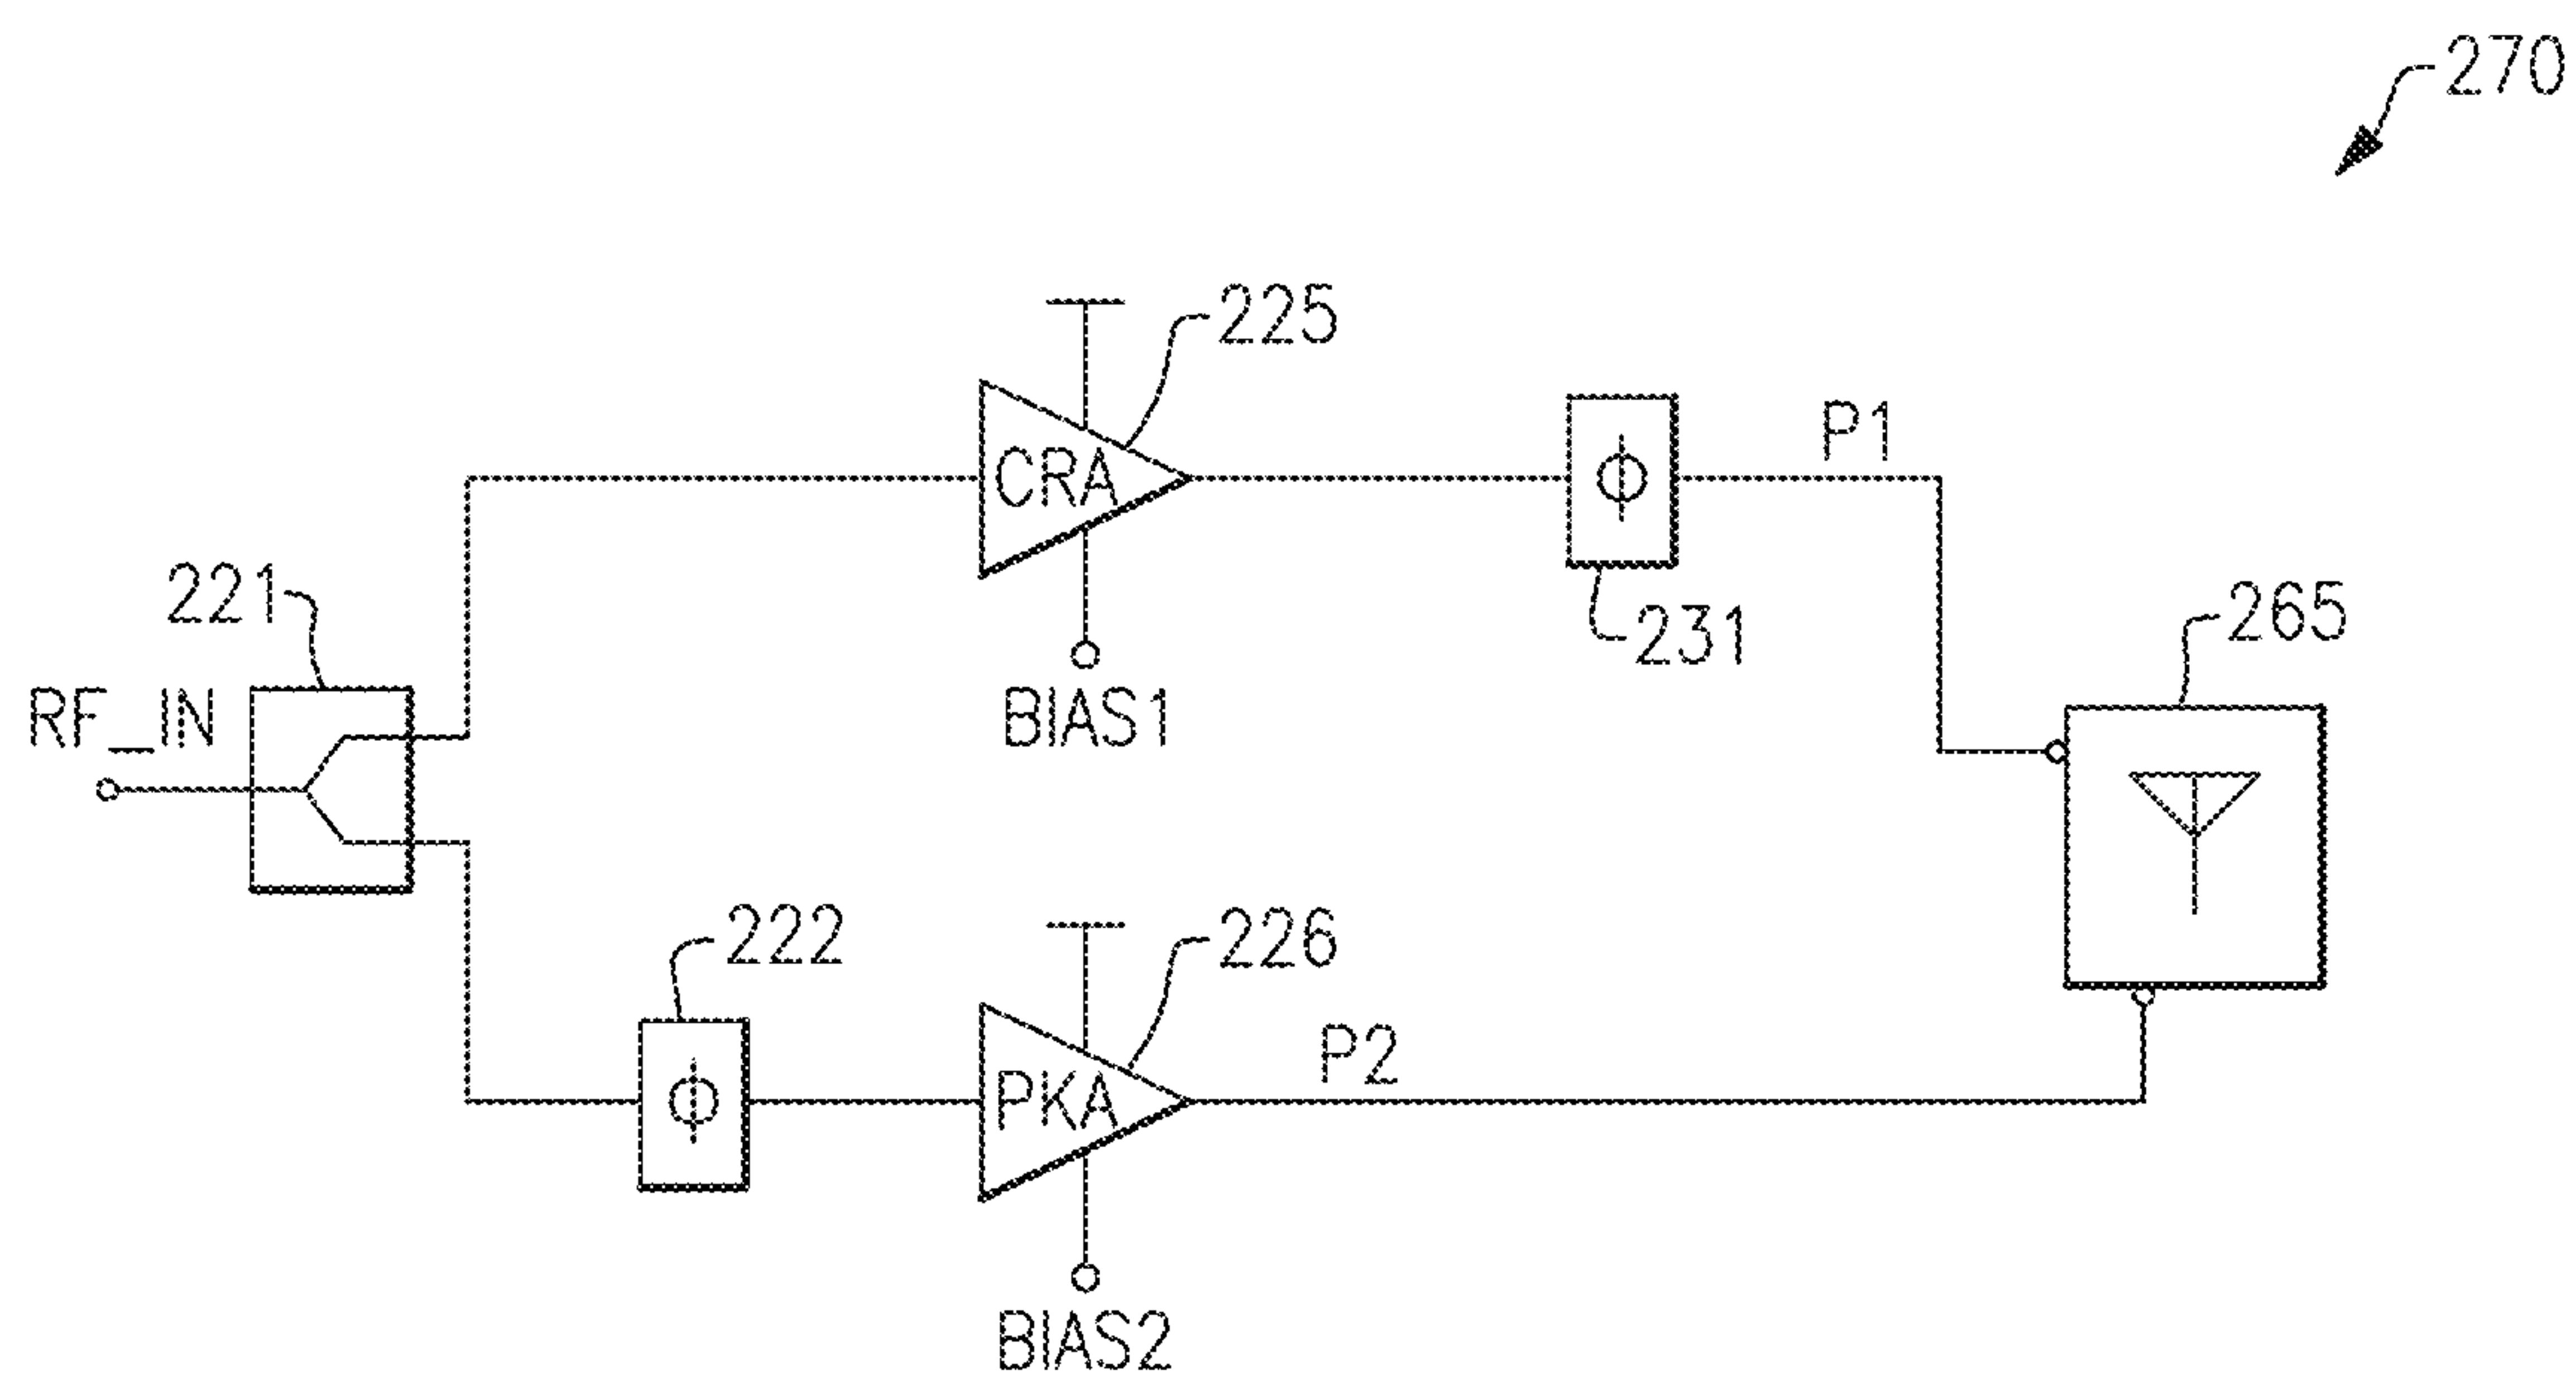 270
225
CRA
Φ
P1
221
231
265
RF_IN
BIAS1
222
226
Φ
PKA
P2
BIAS2